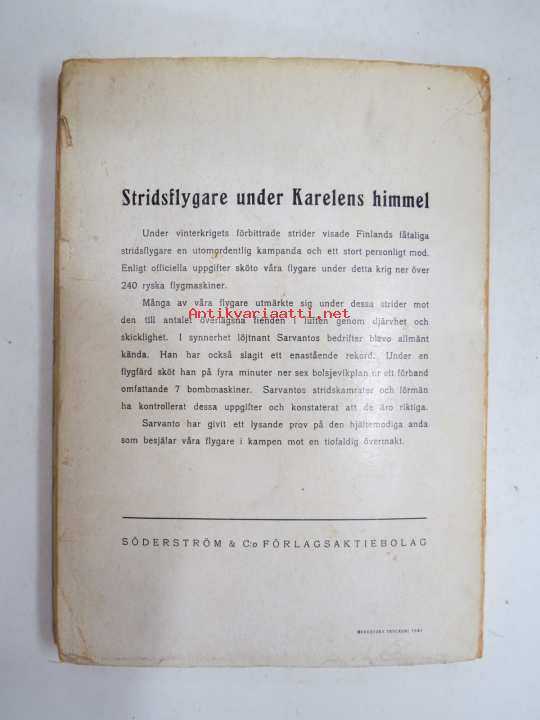 Stridsflygare under Karelens himmel
Under vinterkrigets förbittrade strider visade Finlands fåtaliga
stridsflygare en utomordentlig kampanda och ett stort personligt mod.
Enligt officiella uppgifter sköto våra flygare under detta krig ner över
240 ryska flygmaskiner.
Många av våra flygare utmärkte sig under dessa strider mot
den till antalet överlägsna fienden i luften genom djärvhet och
skicklighet. I synnerhet löjtnant Sarvantos bedrifter blevo allmänt
kända. Han har också slagit ett enastående rekord. Under en
flygfärd sköt han på fyra minuter ner sex bolsjevikplan ur ett förband
omfattande 7 bombmaskiner. Sarvantos stridskamrater och förmän
ha kontrollerat dessa uppgifter och konstaterat att de äro riktiga.
Sarvanto har givit ett lysande prov på den hjältemodiga anda
som besjälar våra flygare i kampen mot en tiofaldig övermakt.
Antikvariaatti.net
SÖDERSTRÖM & C:o FÖRLAGSAKTIEBOLAG